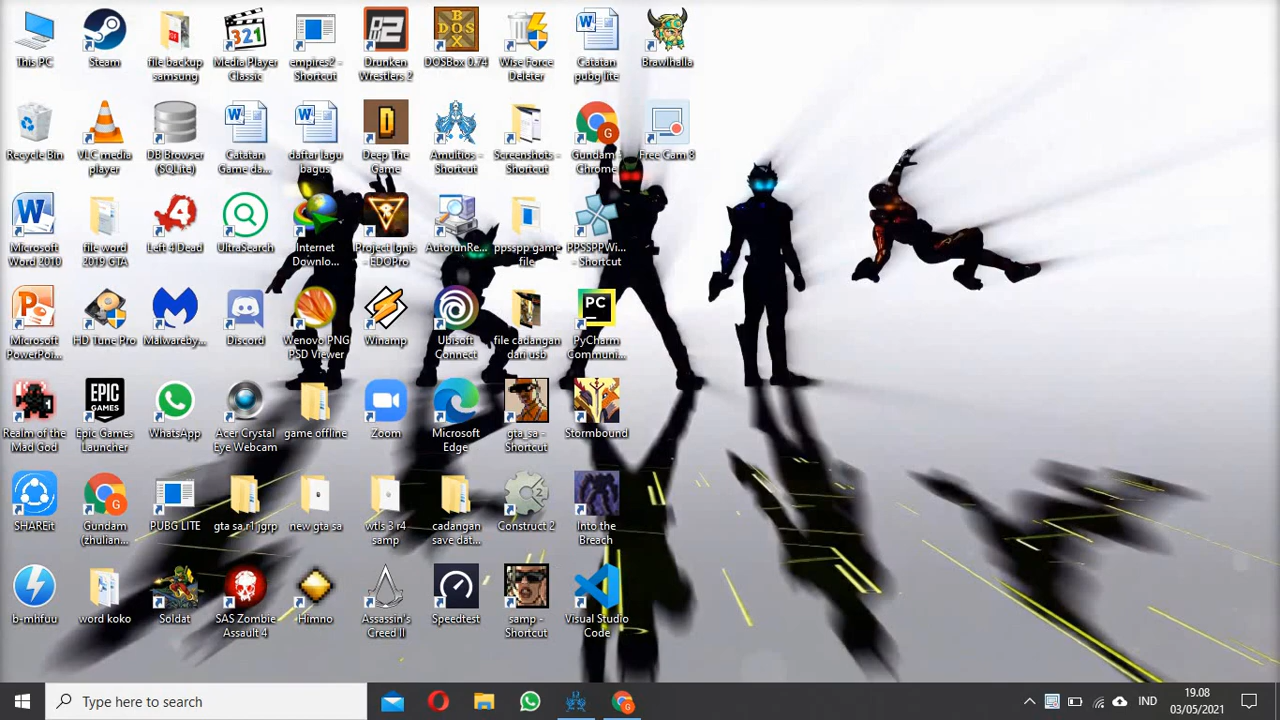 This PC
Steam
file backup
samsung
Media Player
Classic
empires2 -
Shortcut
Drunken
Wrestlers 2
DOSBox 0.74
Wise Force
Deleter
Catatan
pubg lite
Brawlhalla
Recycle Bin
VLC media
player
DB Browser
(SQLite)
Catatan
Game da...
daftar lagu
bagus
Deep The
Game
Amultios -
Shortcut
Screenshots -
Shortcut
Chrome
Free Cam 8
Microsoft
Word 2010
file word
2019 GTA
Left 4 Dead
UltraSearch
Internet
Downlo...
Project Ignis
- EDOPro
AutorunRe...
ppsspp game
file
PPSSPPWi...
- Shortcut
Microsoft
PowerPoi...
HD Tune Pro
Malwareby...
Discord
Wenovo PNG
PSD Viewer
Winamp
Ubisoft
Connect
file cadangan
dari usb
PC
PyCharm
Communi...
Realm of the
Mad God
EPIC
GAMES
Epic Games
Launcher
WhatsApp
Acer Crystal
Eye Webcam
game offline
Zoom
Microsoft
Edge
gta_sa -
Shortcut
Stormbound
SHAREit
Gundam
(zhulian...
PUBG LITE
gta sa r1 jgrp
new gta sa
wtls 3 r4
samp
cadangan
save dat...
Construct 2
Into the
Breach
b-mhfuu
word koko
Soldat
SAS Zombie
Assault 4
Himno
Assassin's
Creed II
Speedtest
samp -
Shortcut
Visual Studio
Code
Type here to search
IND
19.08
03/05/2021